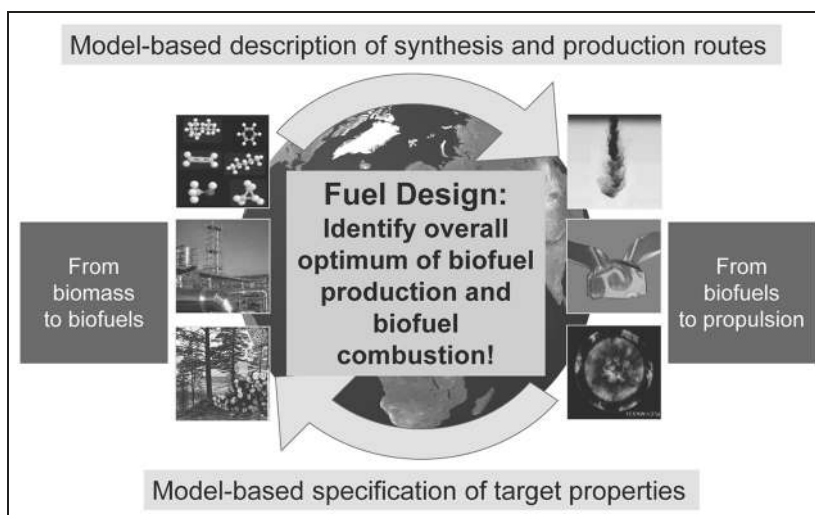 Model-based description of synthesis and production routes
Fuel Design:
Identify overall
optimum of biofuel
production and
biofuel
combustion!
From
biomass
to biofuels
From
biofuels
to propulsion
Model-based specification of target properties